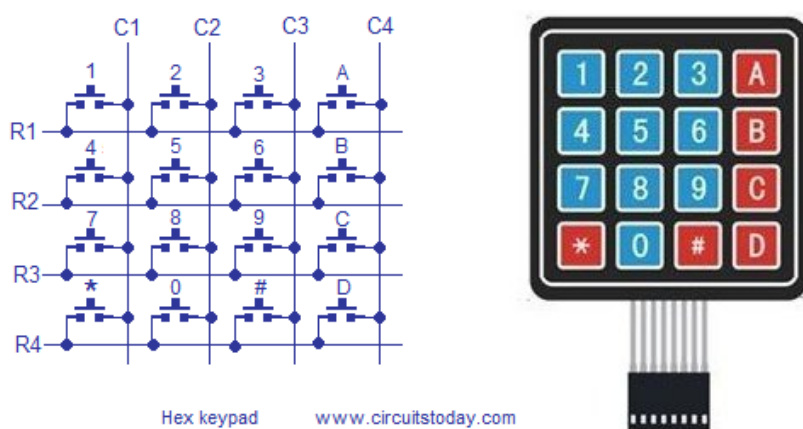 C1 C2 C3 C4
1 2 3 A
R1
4 5 6 B
R2
7 8 9 C
R3
* 0 # D
R4
Hex keypad www.circuitstoday.com
1 2 3 A
4 5 6 B
7 8 9 C
* 0 # D